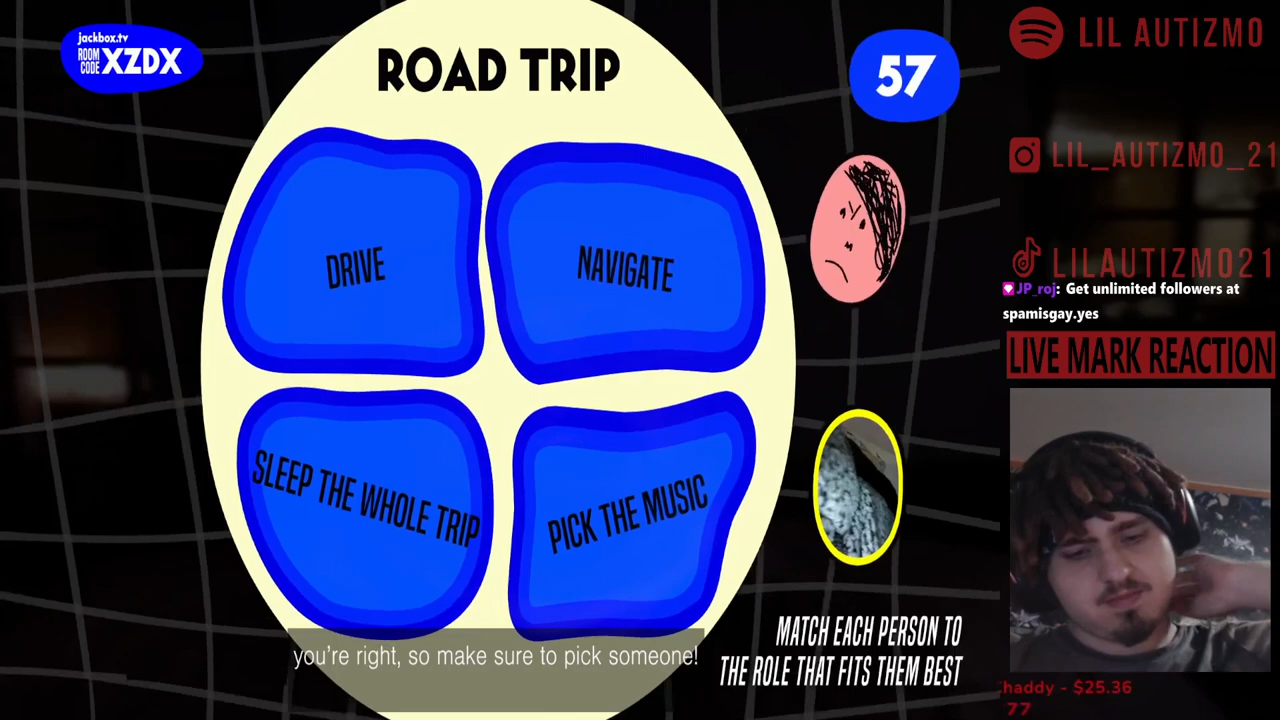 jackbox.tv
ROOM CODE XZDX
ROAD TRIP
57
DRIVE
NAVIGATE
SLEEP THE WHOLE TRIP
PICK THE MUSIC
you're right, so make sure to pick someone!
MATCH EACH PERSON TO
THE ROLE THAT FITS THEM BEST
LIL AUTIZMO
LIL_AUTIZMO_21
LILAUTIZMO21
JP_roj: Get unlimited followers at
spamisgay.yes
LIVE MARK REACTION
haddy - $25.36
77